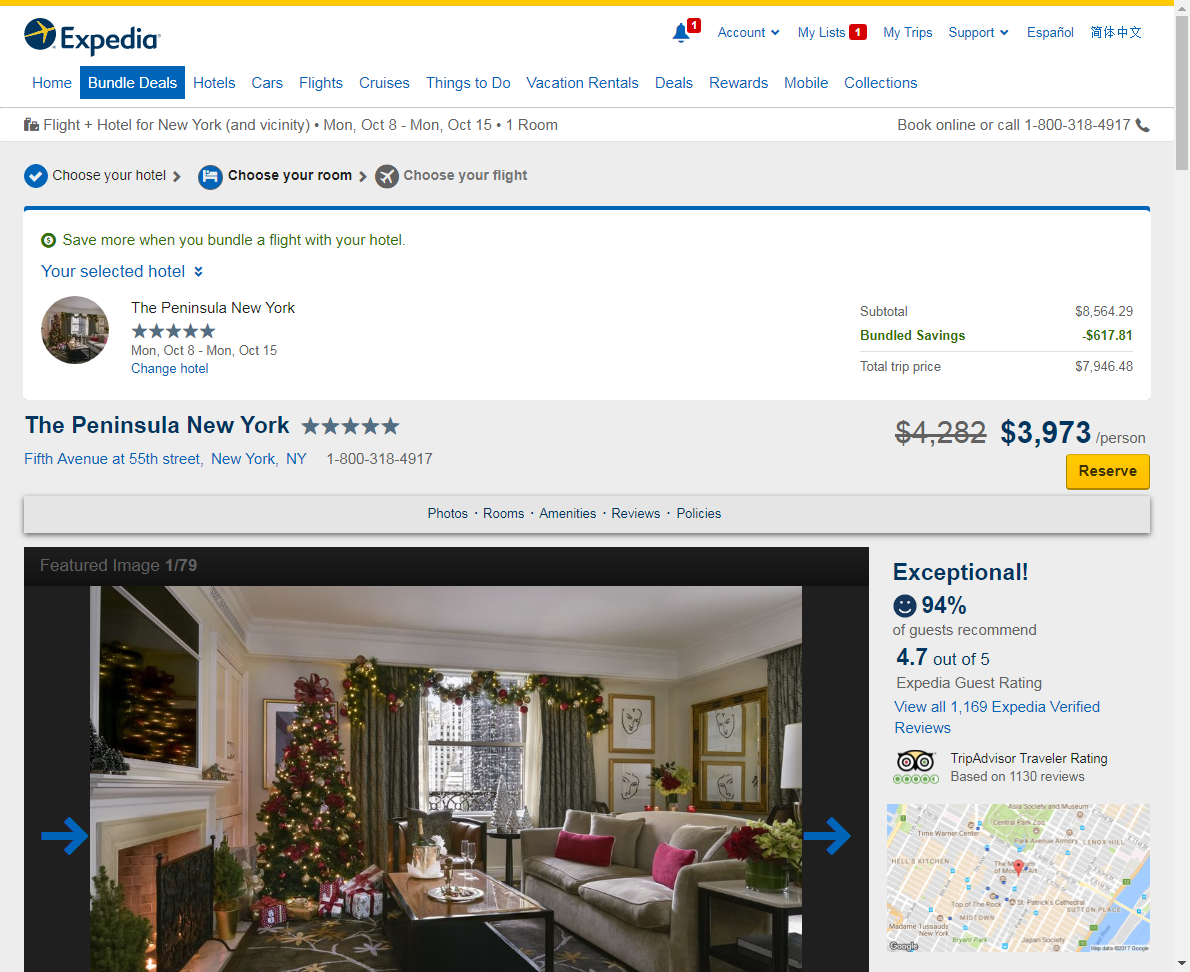 Expedia
1
Account
My Lists 1
My Trips
Support
Español
简体中文
Home
Bundle Deals
Hotels
Cars
Flights
Cruises
Things to Do
Vacation Rentals
Deals
Rewards
Mobile
Collections
Flight + Hotel for New York (and vicinity) • Mon, Oct 8 - Mon, Oct 15 • 1 Room
Book online or call 1-800-318-4917
Choose your hotel
Choose your room
Choose your flight
Save more when you bundle a flight with your hotel.
Your selected hotel
The Peninsula New York
Mon, Oct 8 - Mon, Oct 15
Change hotel
Subtotal $8,564.29
Bundled Savings -$617.81
Total trip price $7,946.48
The Peninsula New York
$4,282 $3,973 /person
Fifth Avenue at 55th street, New York, NY 1-800-318-4917
Reserve
Photos · Rooms · Amenities · Reviews · Policies
Featured Image 1/79
Exceptional!
94%
of guests recommend
4.7 out of 5
Expedia Guest Rating
View all 1,169 Expedia Verified
Reviews
TripAdvisor Traveler Rating
Based on 1130 reviews
Asia Society and Museum
Central Park Zoo
Time Warner Center
Park Avenue Armory
LENOX HILL
HELL'S KITCHEN
The Museum
of Modern Art
Top of The Rock
St. Patrick's Cathedral
SUTTON PLACE
MIDTOWN
Madame Tussauds
New York
Bryant Park
Japan Society
Google
Map data ©2017 Google